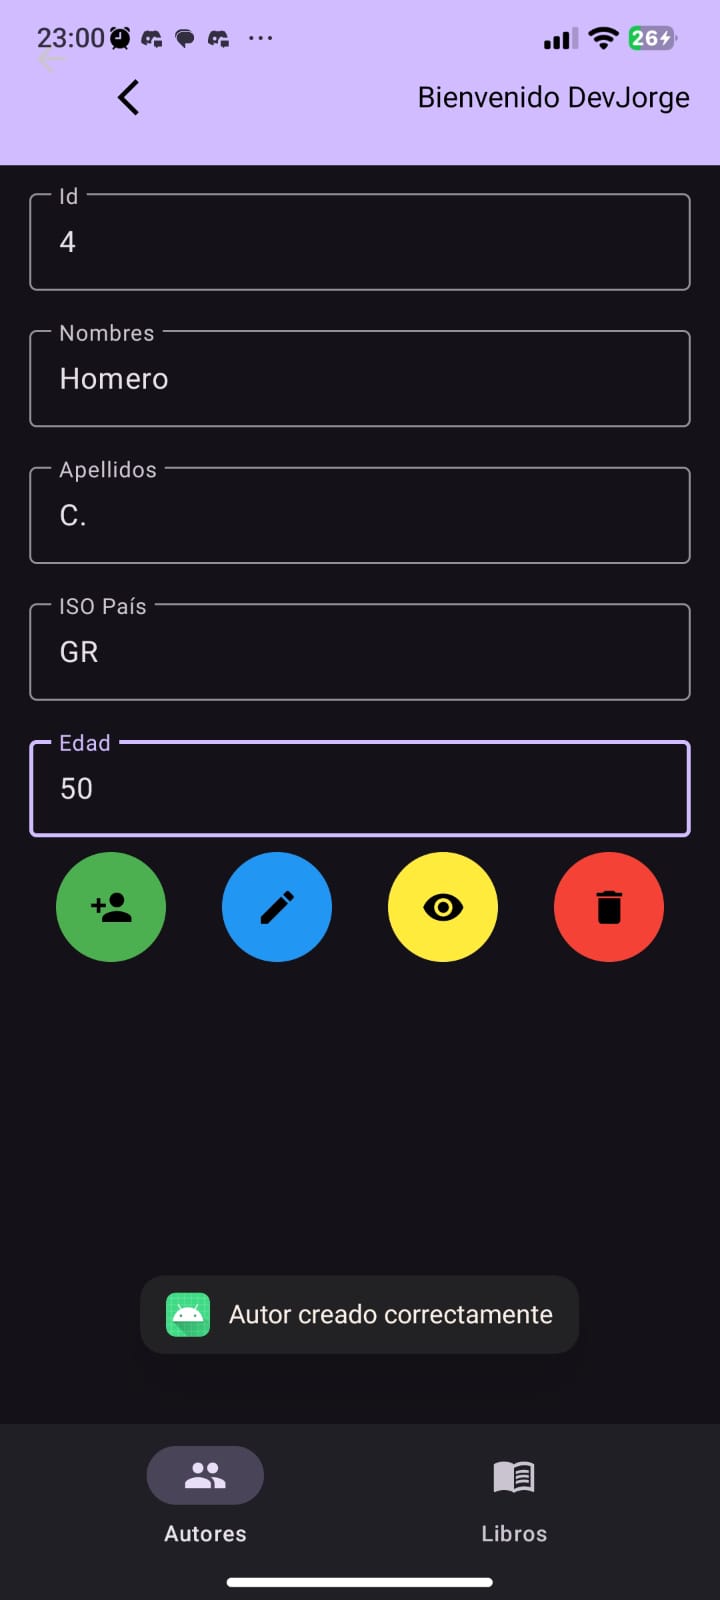 23:00
26
Bienvenido DevJorge
Id
4
Nombres
Homero
Apellidos
C.
ISO País
GR
Edad
50
Autor creado correctamente
Autores
Libros